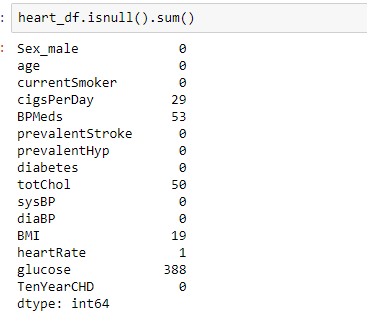 : heart_df.isnull().sum()
: Sex_male 0
age 0
currentSmoker 0
cigsPerDay 29
BPMeds 53
prevalentStroke 0
prevalentHyp 0
diabetes 0
totChol 50
sysBP 0
diaBP 0
BMI 19
heartRate 1
glucose 388
TenYearCHD 0
dtype: int64